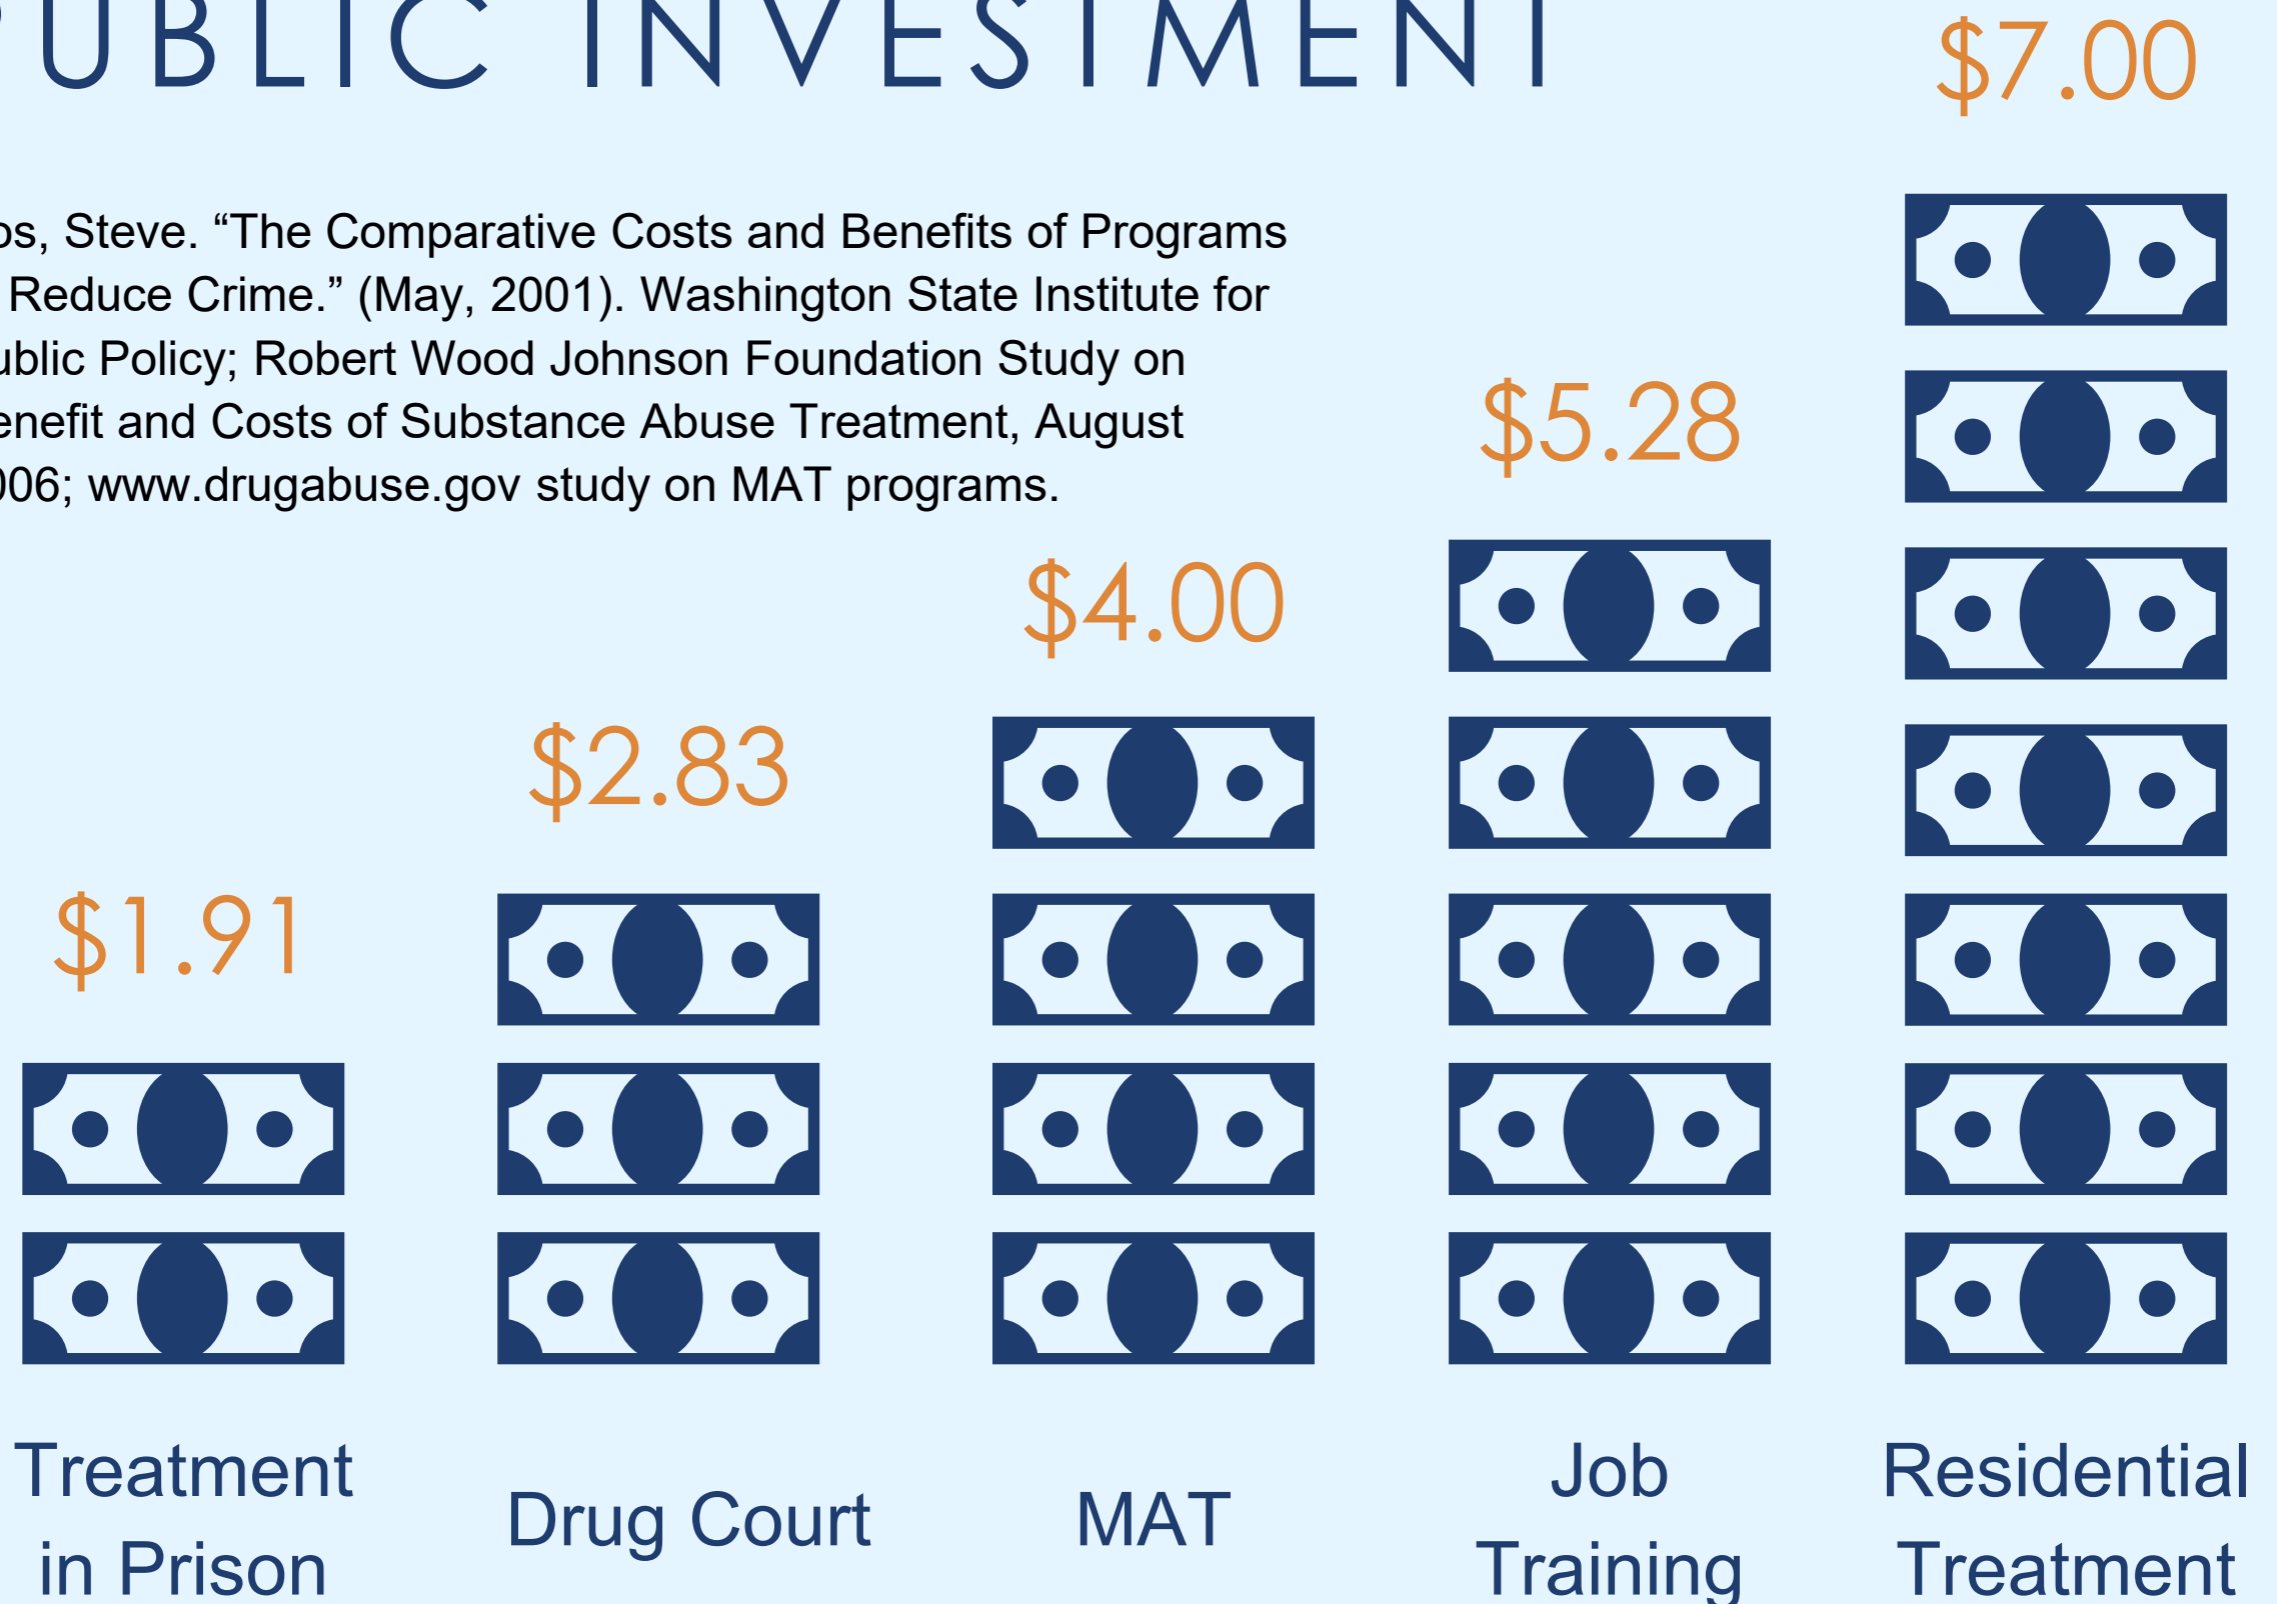 PUBLIC INVESTMENT
$7.00
os, Steve. “The Comparative Costs and Benefits of Programs
Reduce Crime.” (May, 2001). Washington State Institute for
ublic Policy; Robert Wood Johnson Foundation Study on
enefit and Costs of Substance Abuse Treatment, August
006; www.drugabuse.gov study on MAT programs.
$5.28
$4.00
$2.83
$1.91
Treatment
in Prison
Drug Court
MAT
Job
Training
Residential
Treatment